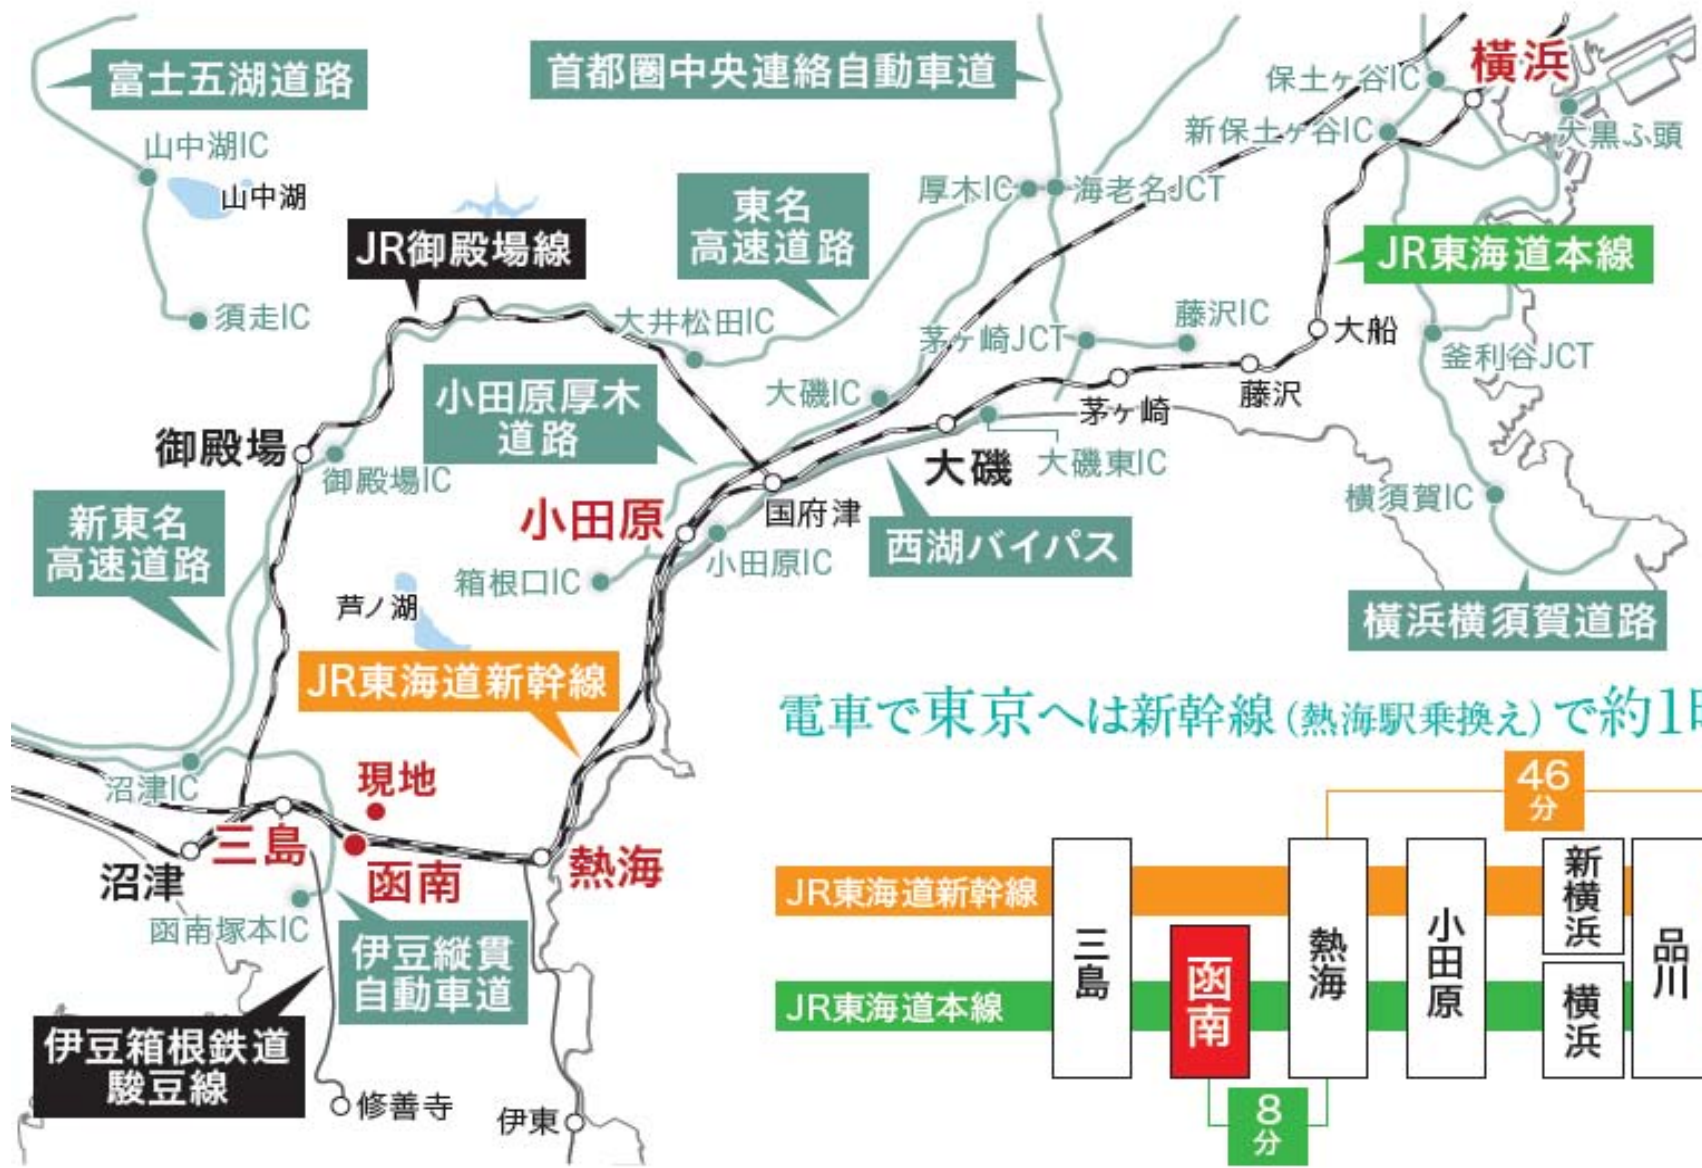 富士五湖道路
首都圏中央連絡自動車道
保土ヶ谷IC
横浜
新保土ヶ谷IC
大黒ふ頭
山中湖IC
山中湖
厚木IC
海老名JCT
東名
高速道路
JR御殿場線
JR東海道本線
須走IC
大井松田IC
茅ヶ崎JCT
藤沢IC
大船
釜利谷JCT
小田原厚木
道路
大磯IC
茅ヶ崎
藤沢
御殿場
御殿場IC
大磯
大磯東IC
横須賀IC
新東名
高速道路
小田原
国府津
西湖バイパス
小田原IC
箱根口IC
芦ノ湖
横浜横須賀道路
JR東海道新幹線
電車で東京へは新幹線(熱海駅乗換え)で約1
沼津IC
現地
三島
沼津
函南
熱海
函南塚本IC
伊豆縦貫
自動車道
伊豆箱根鉄道
駿豆線
修善寺
伊東
46
分
JR東海道新幹線
JR東海道本線
三島
函南
熱海
小田原
新横浜
横浜
品川
8
分